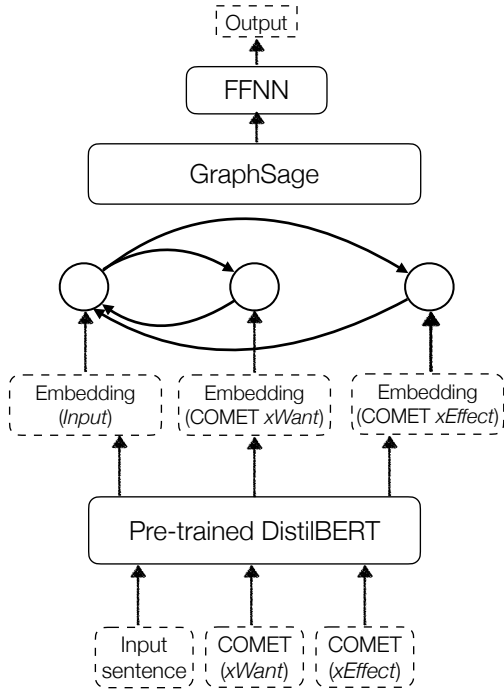 Output
FFNN
GraphSage
Embedding
(Input)
Embedding
(COMET xWant)
Embedding
(COMET xEffect)
Pre-trained DistilBERT
Input
sentence
COMET
(xWant)
COMET
(xEffect)